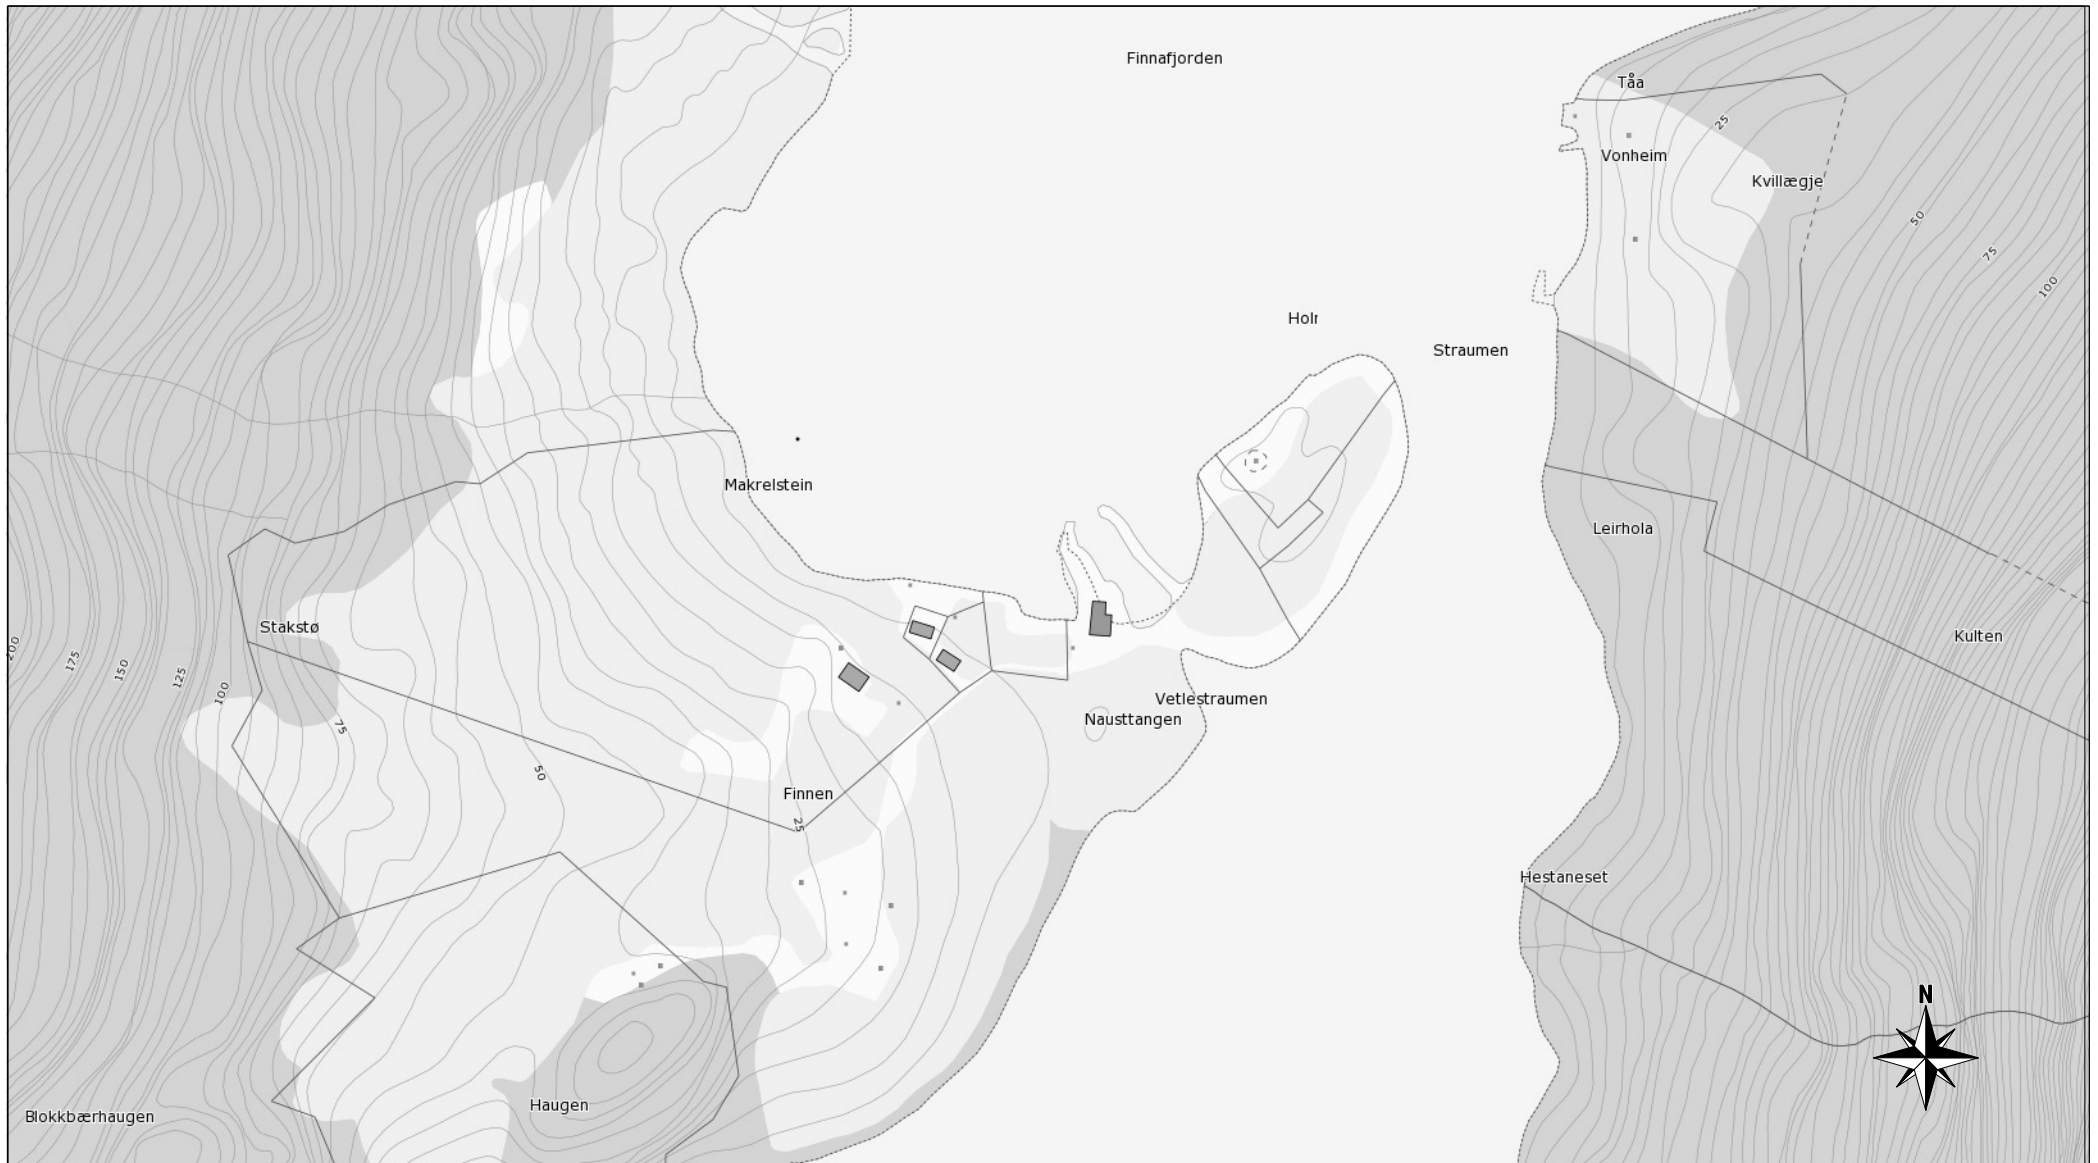 Finnafjorden
Tåa
25
Vonheim
Kvillægje
50
75
100
Holr
Straumen
Makrelstein
Leirhola
Stakstø
Kulten
200
175
150
125
100
75
Vetlestraumen
Nausttangen
50
Finnen
25
Hestaneset
N
Haugen
Blokkbærhaugen